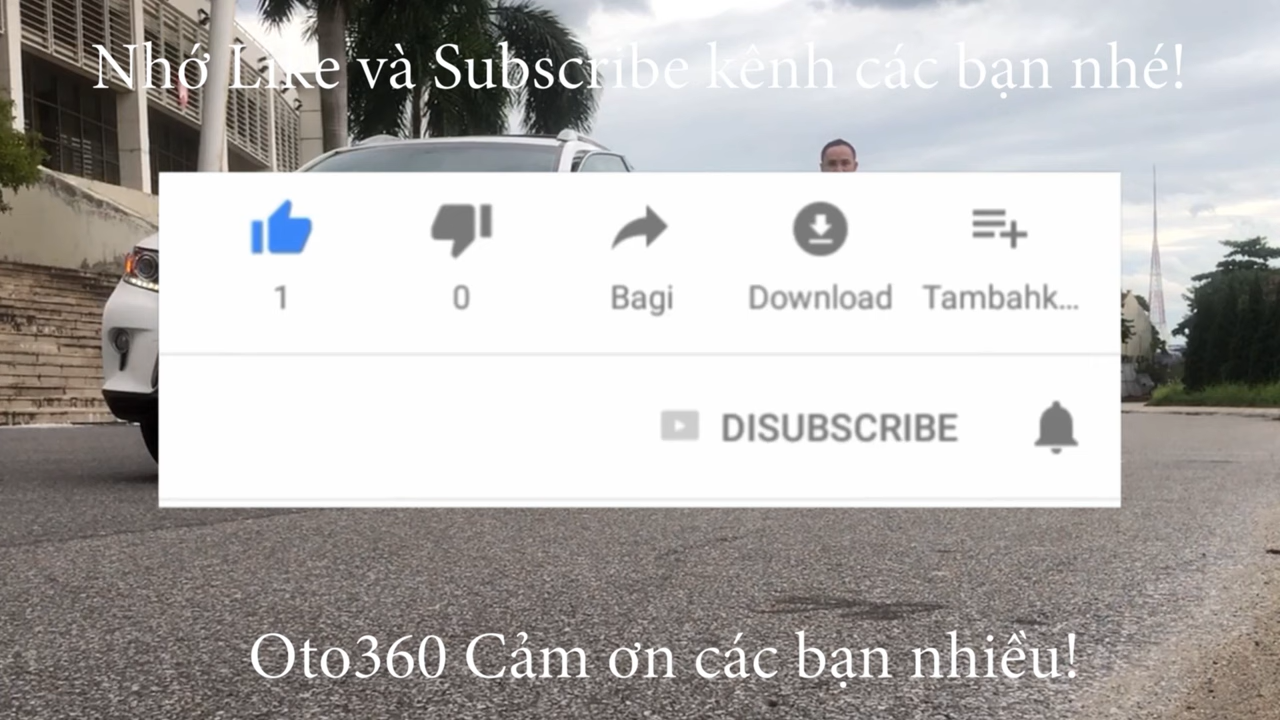 Nhớ Like và Subscribe kênh các bạn nhé!
1 0 Bagi Download Tambahk...
DISUBSCRIBE
Oto360 Cảm ơn các bạn nhiều!